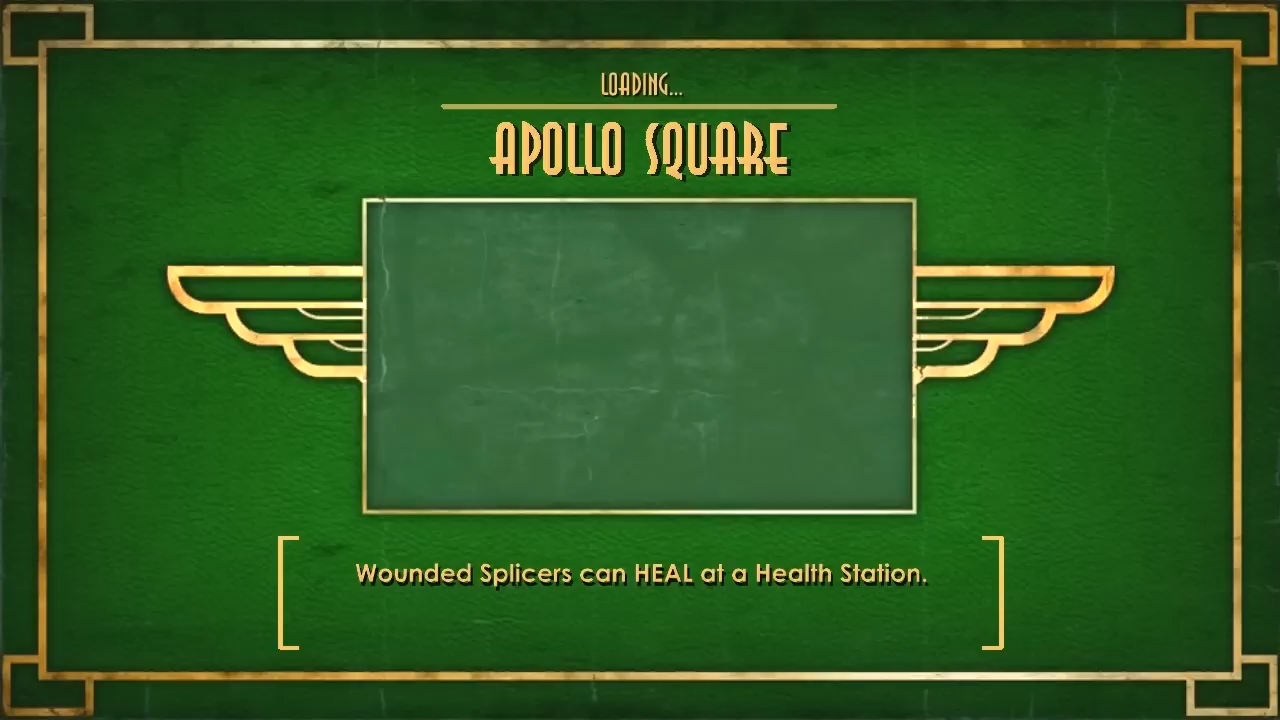 LOADING...
APOLLO SQUARE
Wounded Splicers can HEAL at a Health Station.